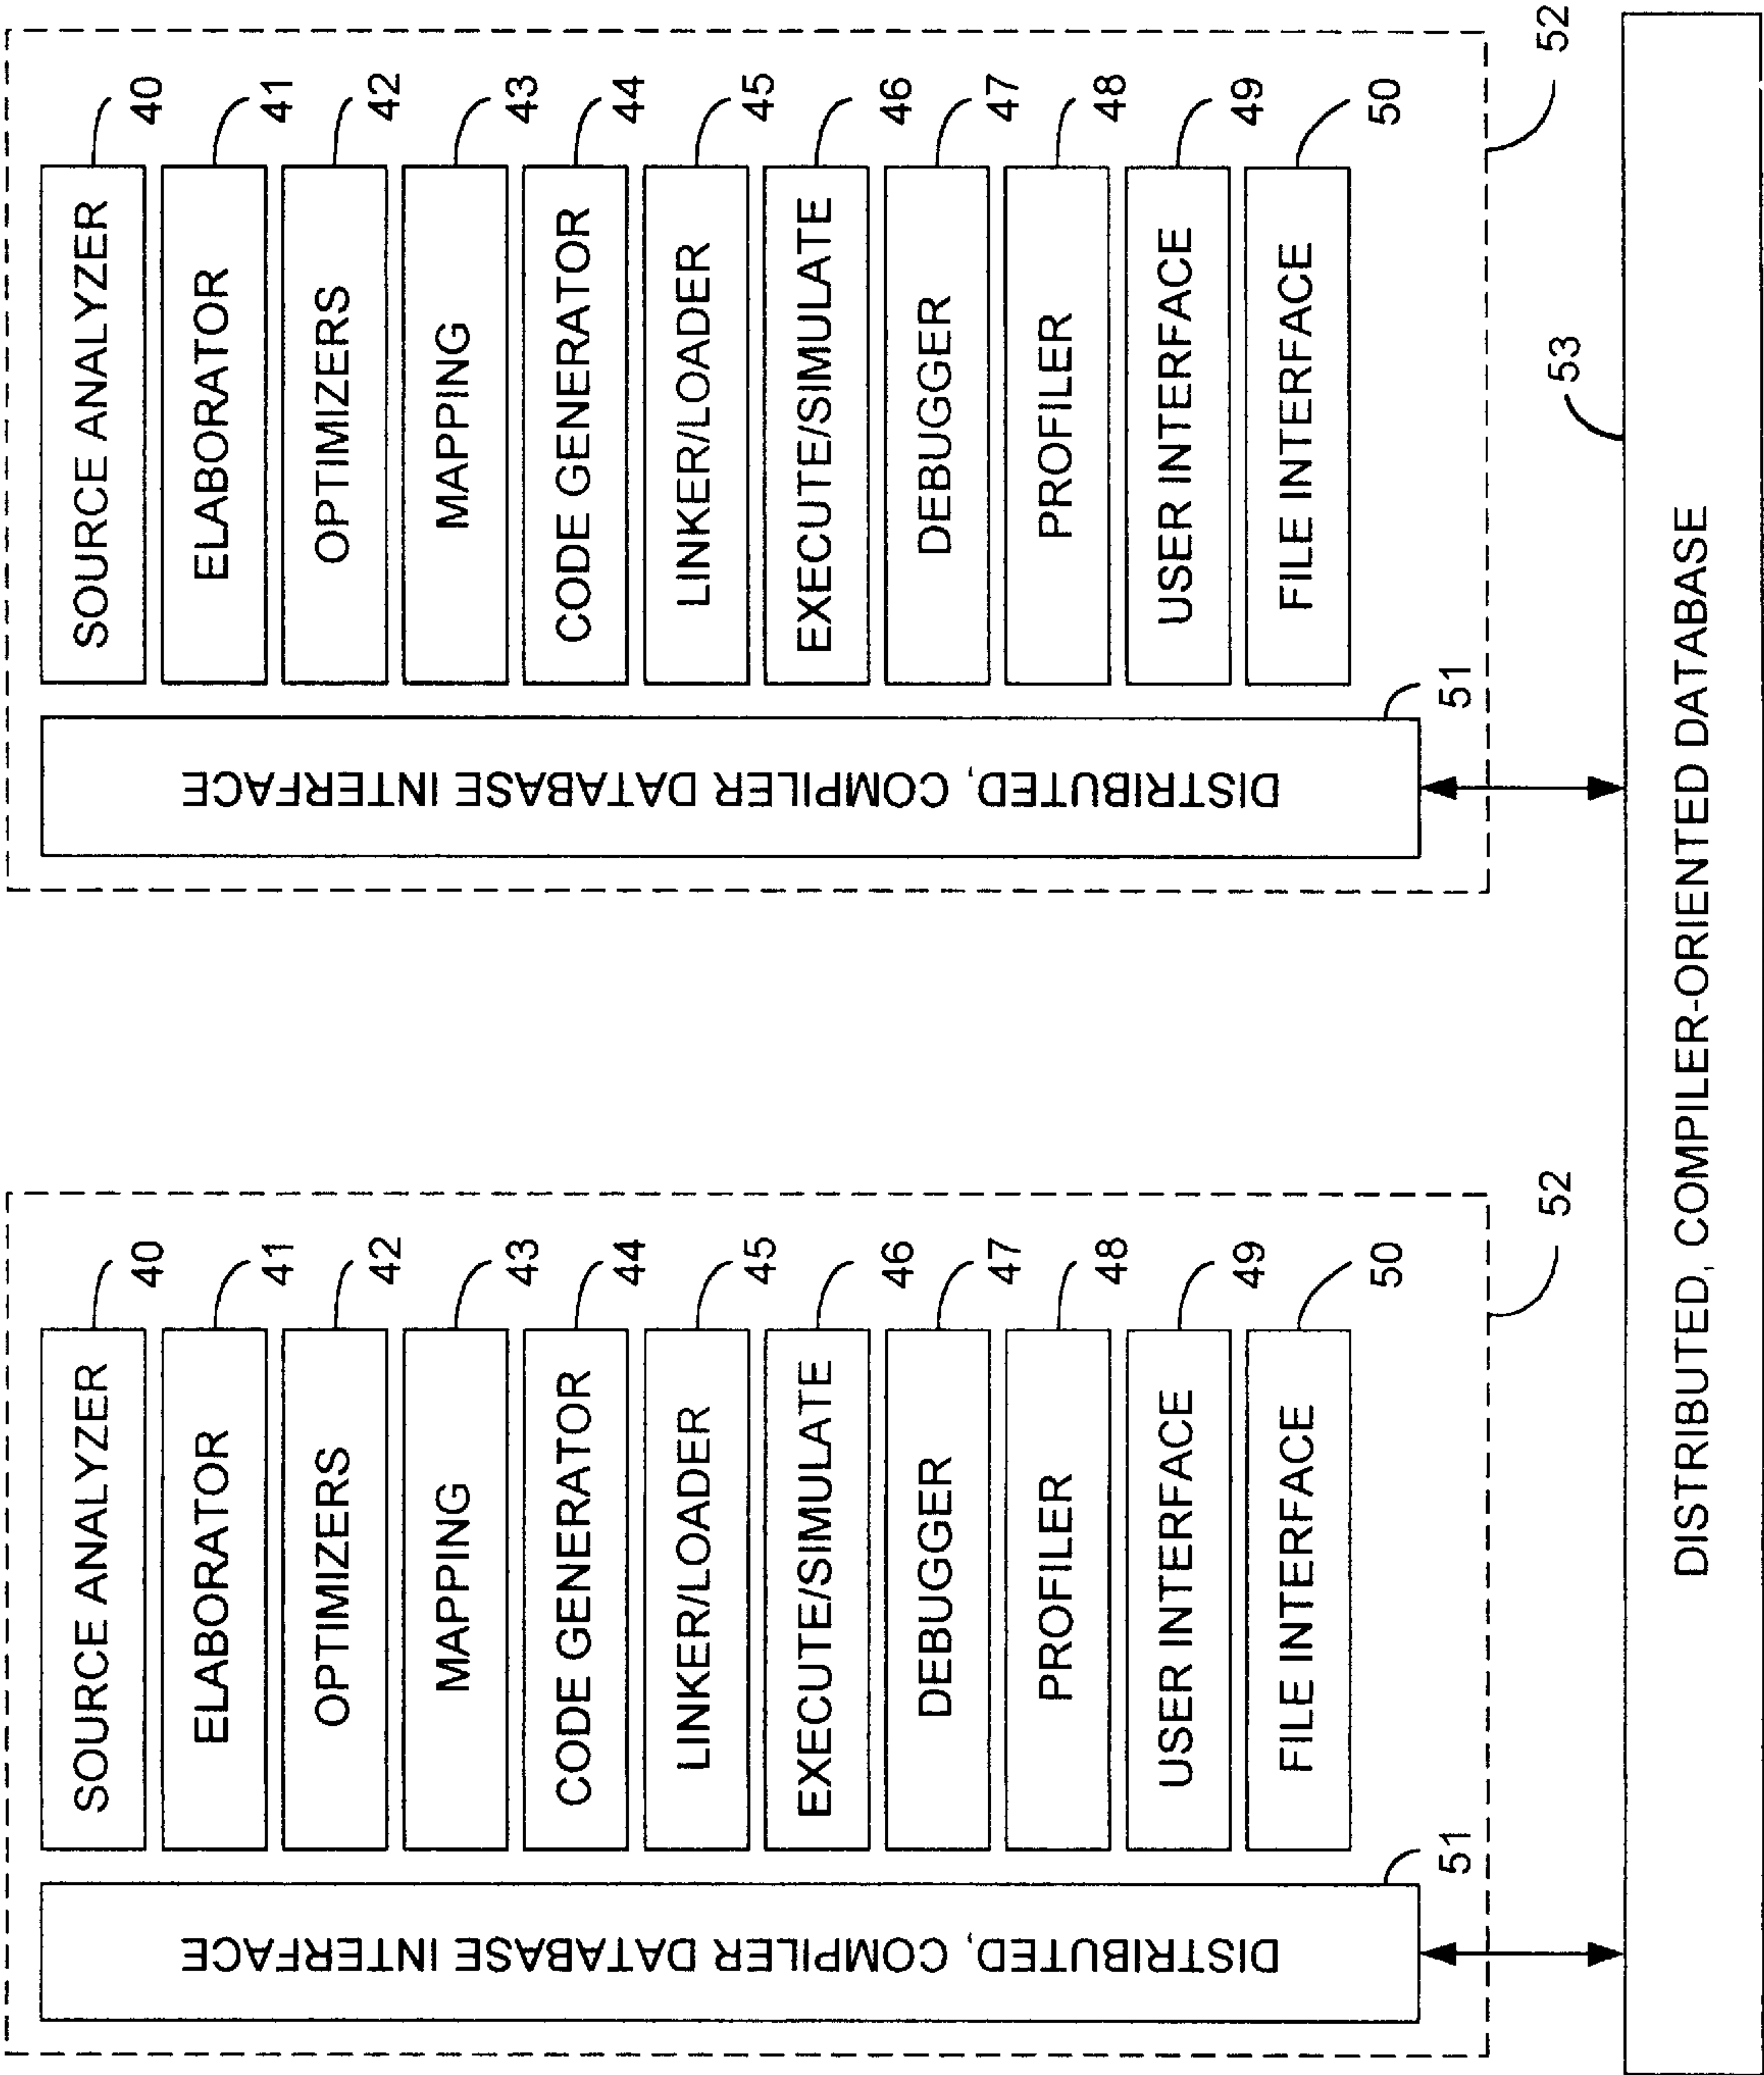 DISTRIBUTED, COMPILER DATABASE INTERFACE
51
SOURCE ANALYZER
40
ELABORATOR
41
OPTIMIZERS
42
MAPPING
43
CODE GENERATOR
44
LINKER/LOADER
45
EXECUTE/SIMULATE
46
DEBUGGER
47
PROFILER
48
USER INTERFACE
49
FILE INTERFACE
50
52
DISTRIBUTED, COMPILER DATABASE INTERFACE
51
SOURCE ANALYZER
40
ELABORATOR
41
OPTIMIZERS
42
MAPPING
43
CODE GENERATOR
44
LINKER/LOADER
45
EXECUTE/SIMULATE
46
DEBUGGER
47
PROFILER
48
USER INTERFACE
49
FILE INTERFACE
50
52
53
DISTRIBUTED, COMPILER-ORIENTED DATABASE